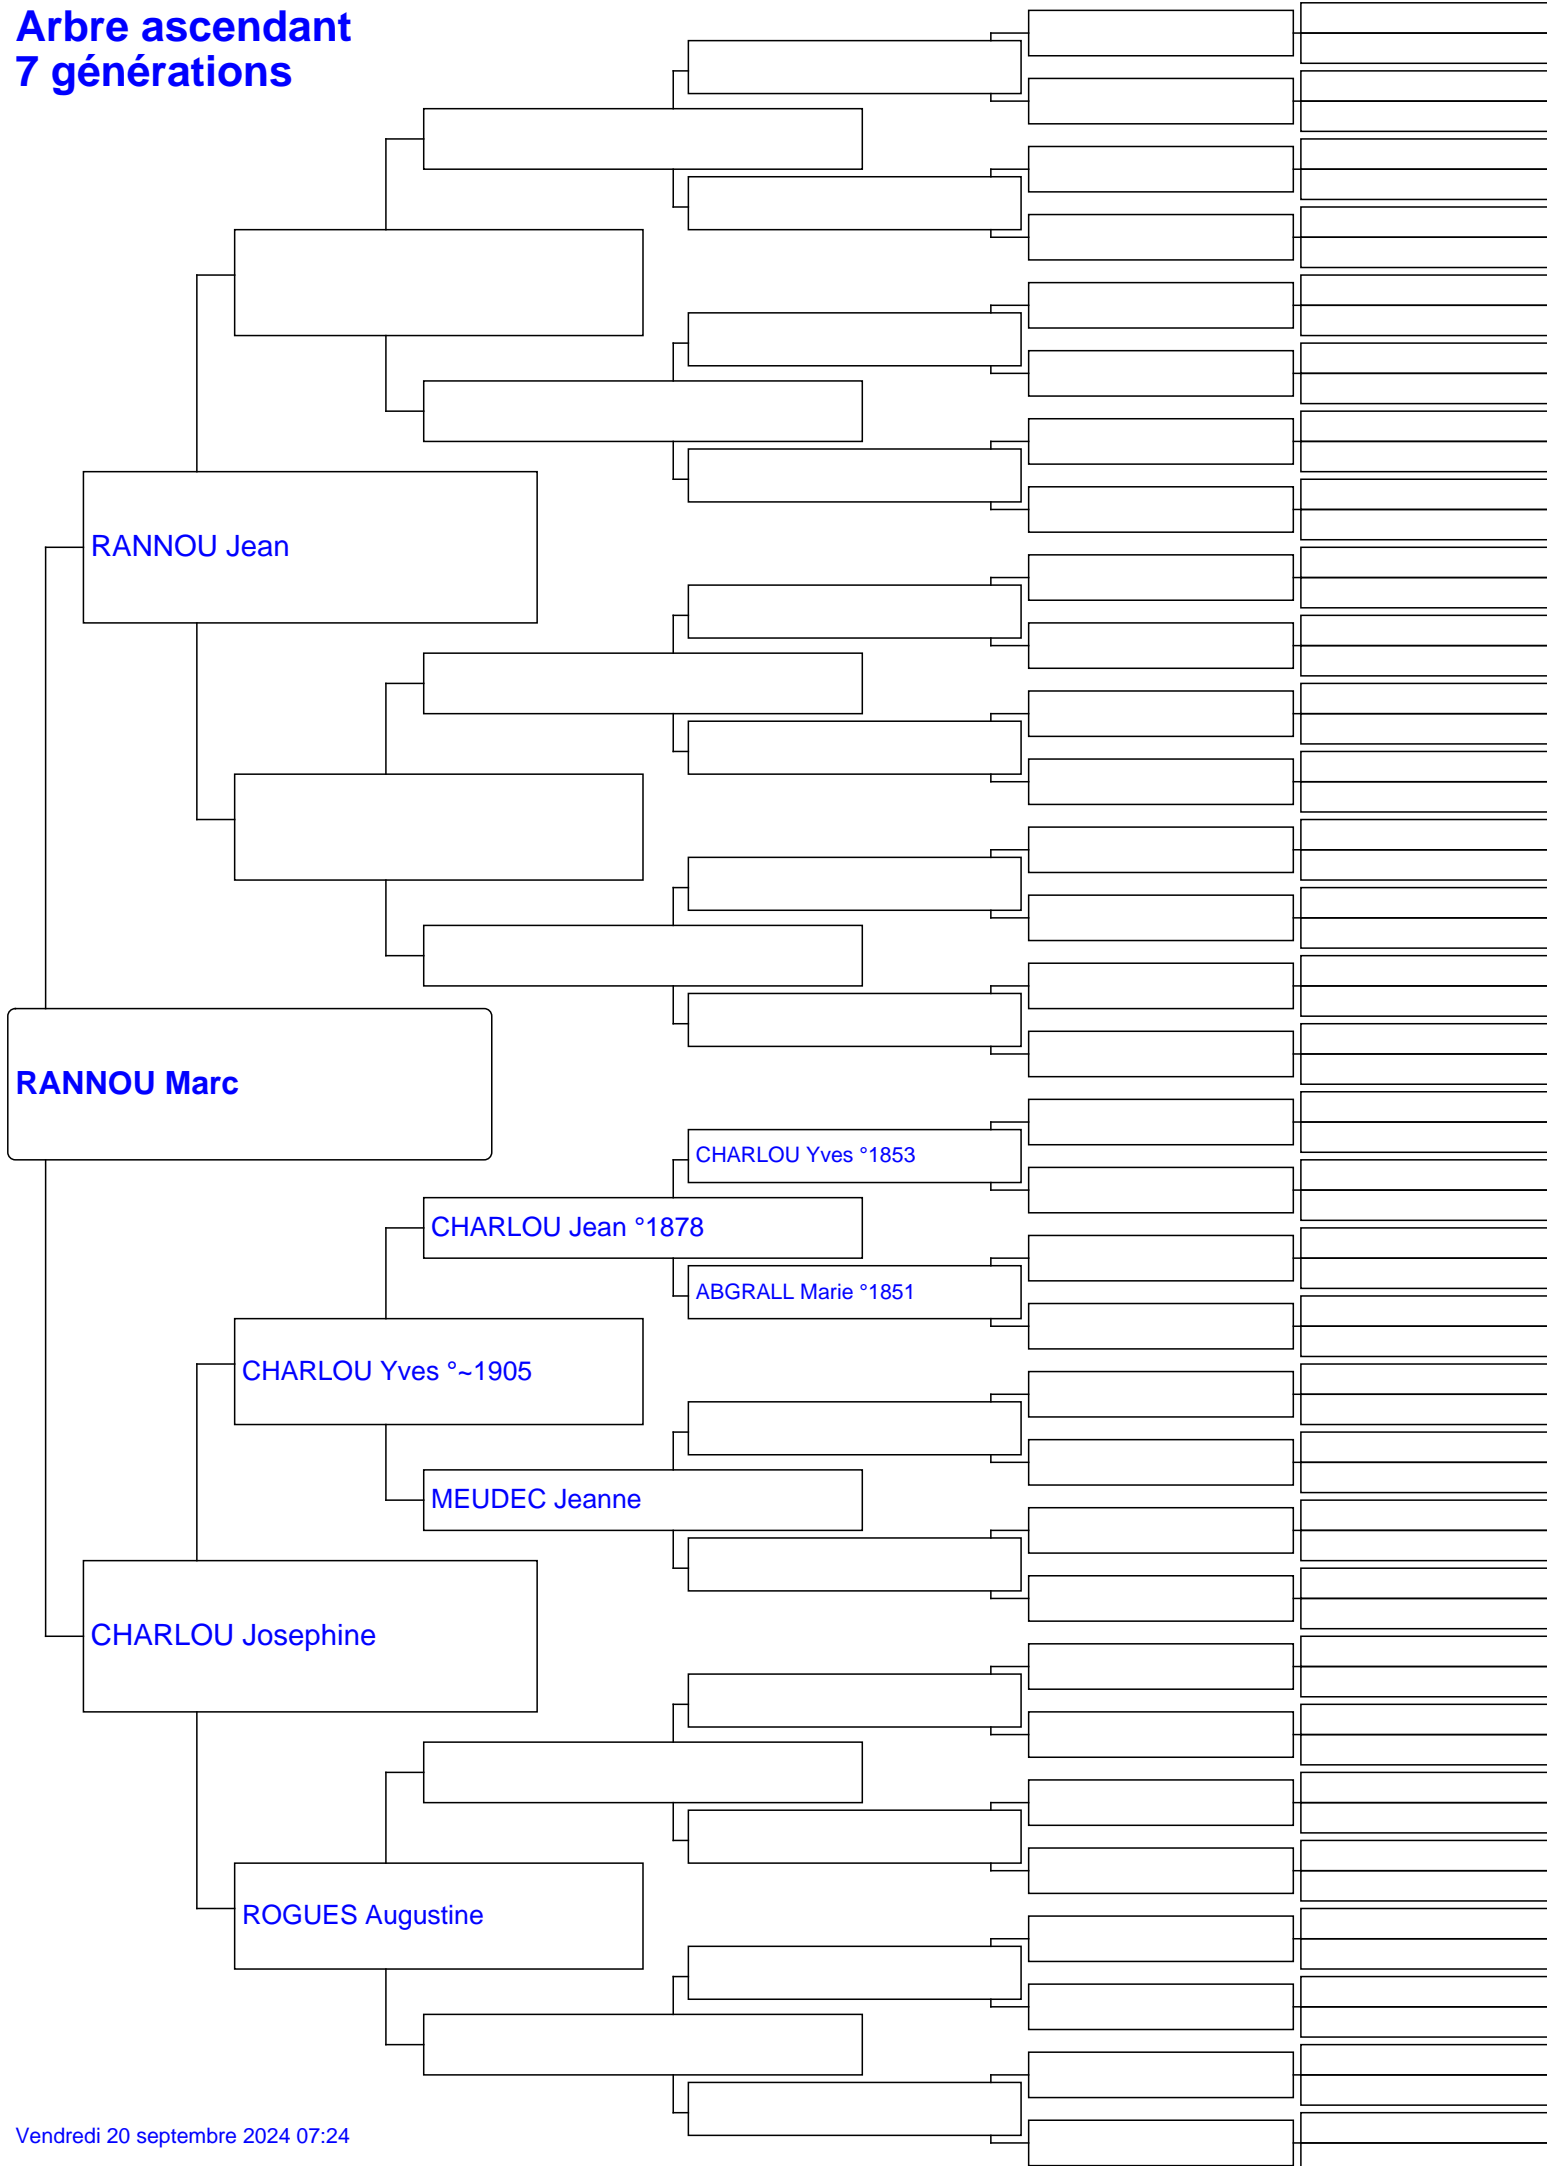 Arbre ascendant
7 générations
RANNOU Jean
RANNOU Marc
CHARLOU Yves °1853
CHARLOU Jean °1878
ABGRALL Marie °1851
CHARLOU Yves °~1905
MEUDEC Jeanne
CHARLOU Josephine
ROGUES Augustine
Vendredi 20 septembre 2024 07:24